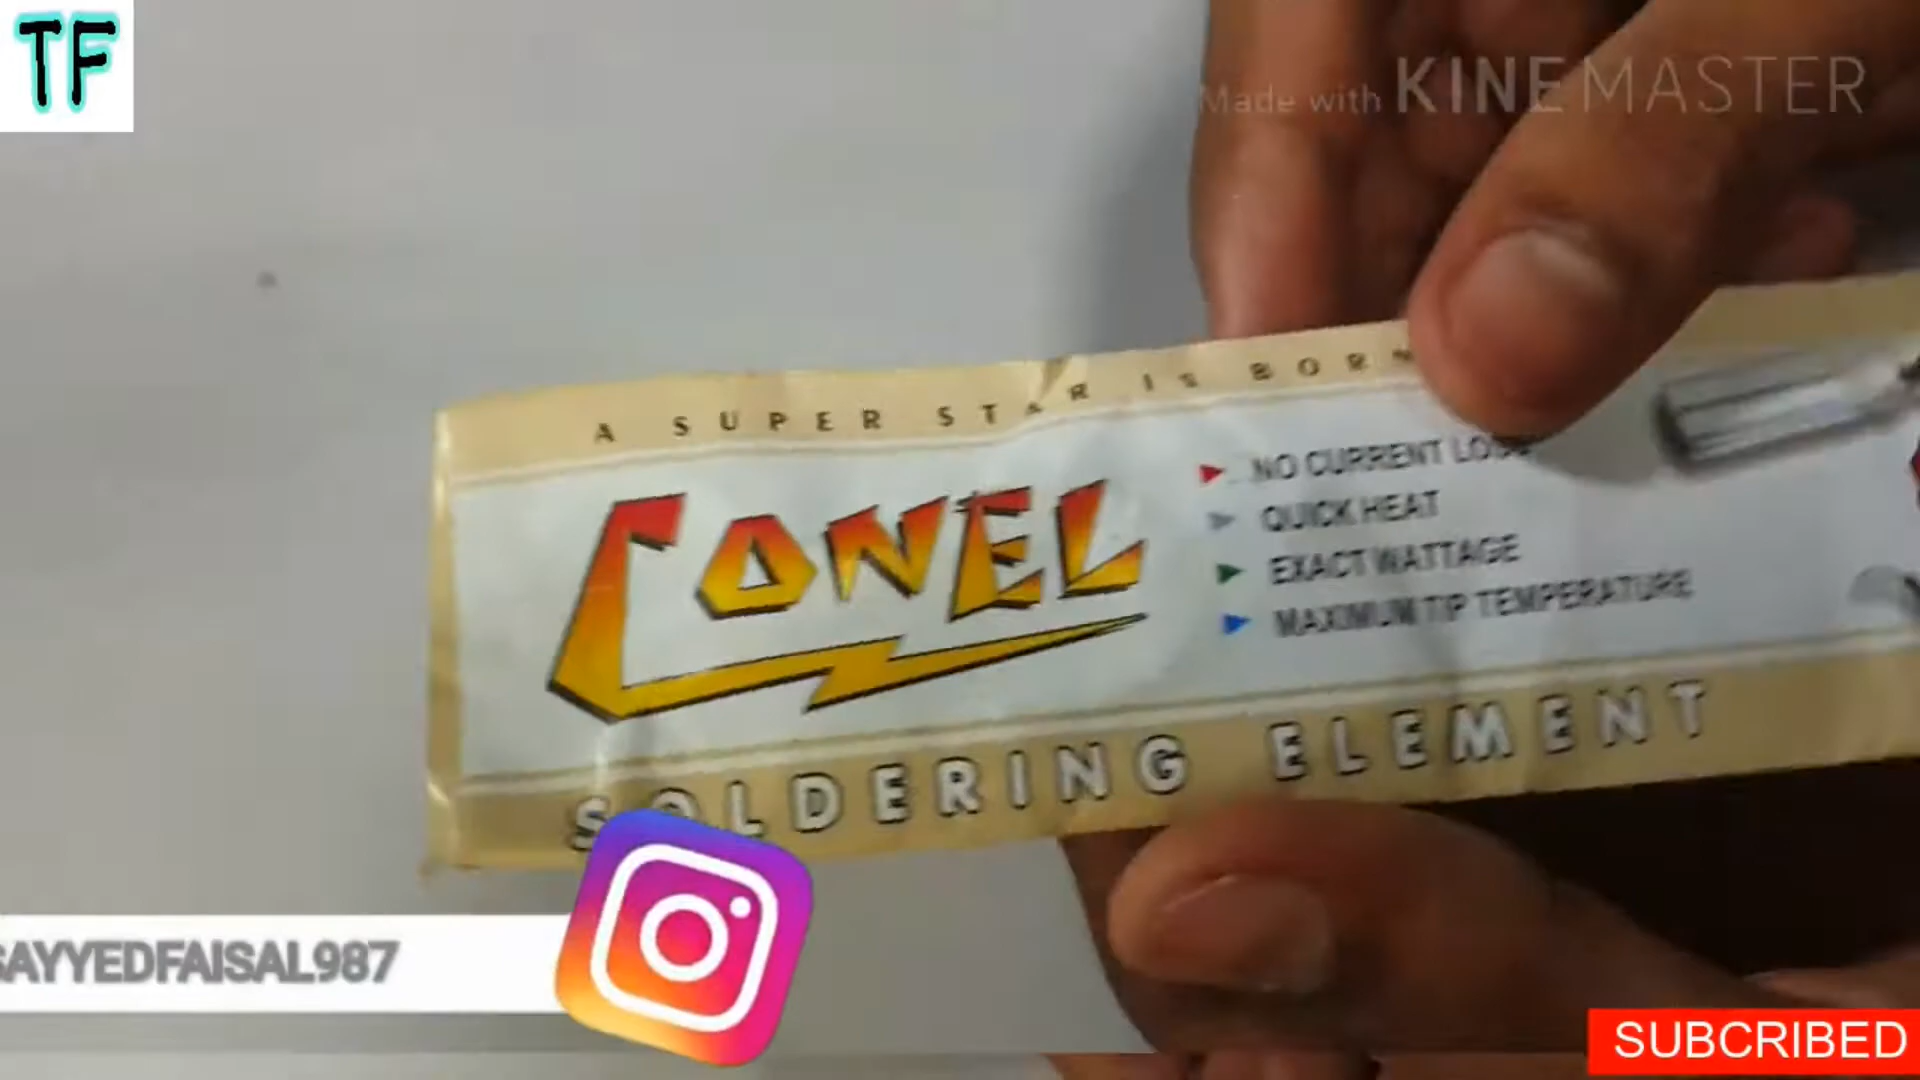 TF
Made with KINEMASTER
A SUPER STAR IS BORN
CONEL
NO CURRENT LOSS
QUICK HEAT
EXACT WATTAGE
MAXIMUM TIP TEMPERATURE
SOLDERING ELEMENT
SAYYEDFAISAL987
SUBCRIBED